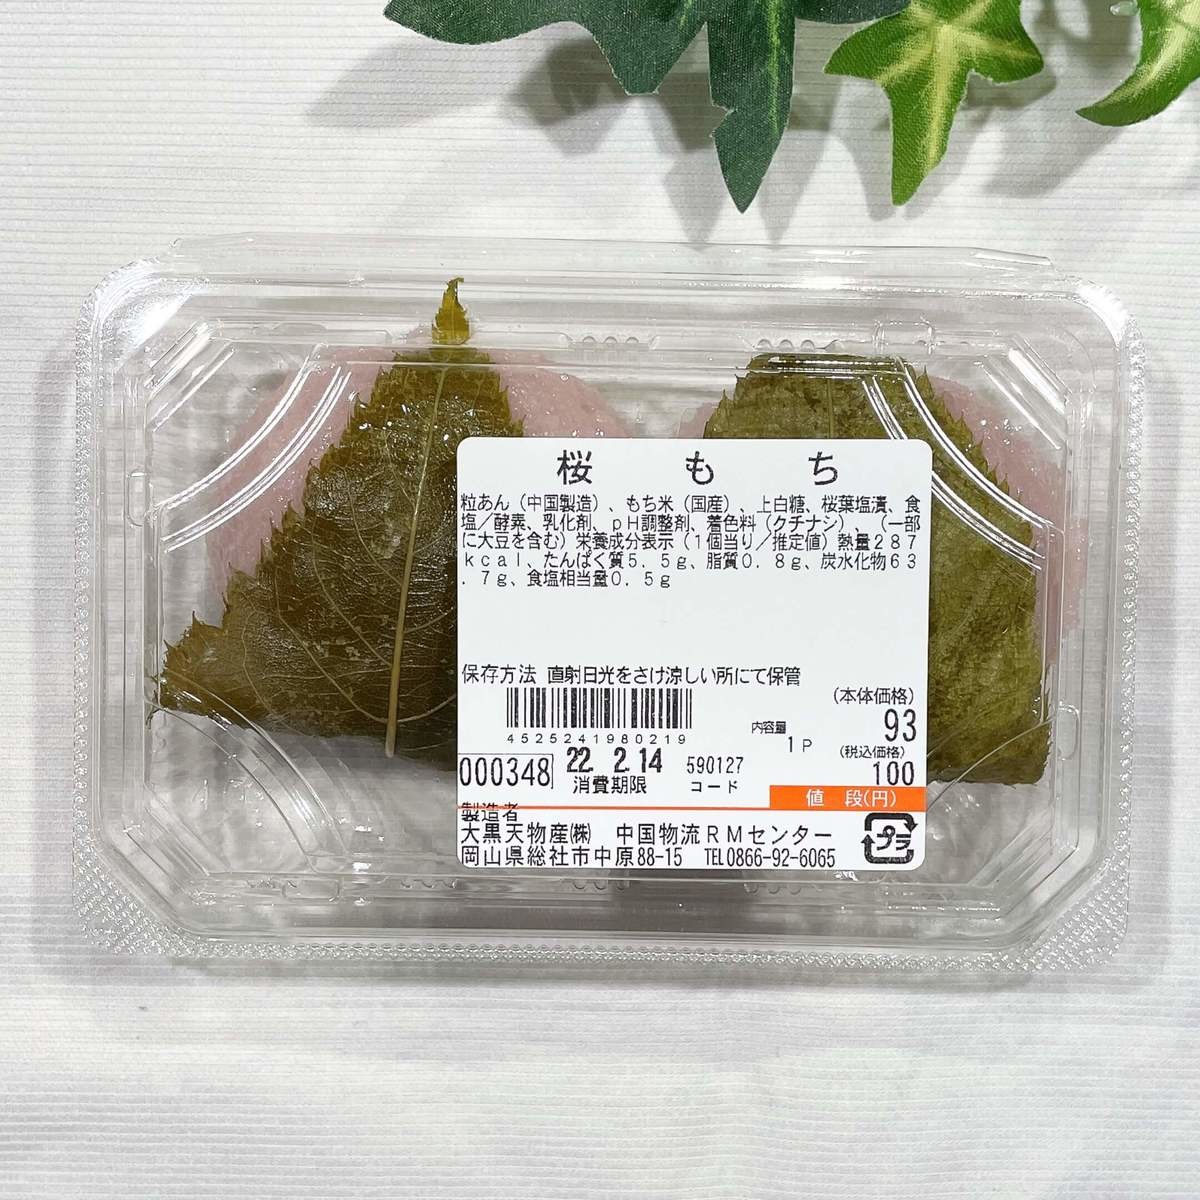 桜もち
粒あん（中国製造）、もち米（国産）、上白糖、桜葉塩漬、食
塩／酵素、乳化剤、ｐＨ調整剤、着色料（クチナシ）、（一部
に大豆を含む）栄養成分表示（１個当り／推定値）熱量２８７
ｋｃａｌ、たんぱく質５．５ｇ、脂質０．８ｇ、炭水化物６３
．７ｇ、食塩相当量０．５ｇ
保存方法 直射日光をさけ涼しい所にて保管
4525241980219
内容量
1P
(本体価格)
93
(税込価格)
100
値 段(円)
000348
22. 2.14
消費期限
590127
コード
製造者
大黒天物産㈱ 中国物流ＲＭセンター
岡山県総社市中原88-15 TEL0866-92-6065
プラ